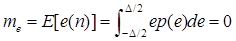 m_e = E[e(n)] = ∫_{-Δ/2}^{Δ/2} ep(e)de = 0